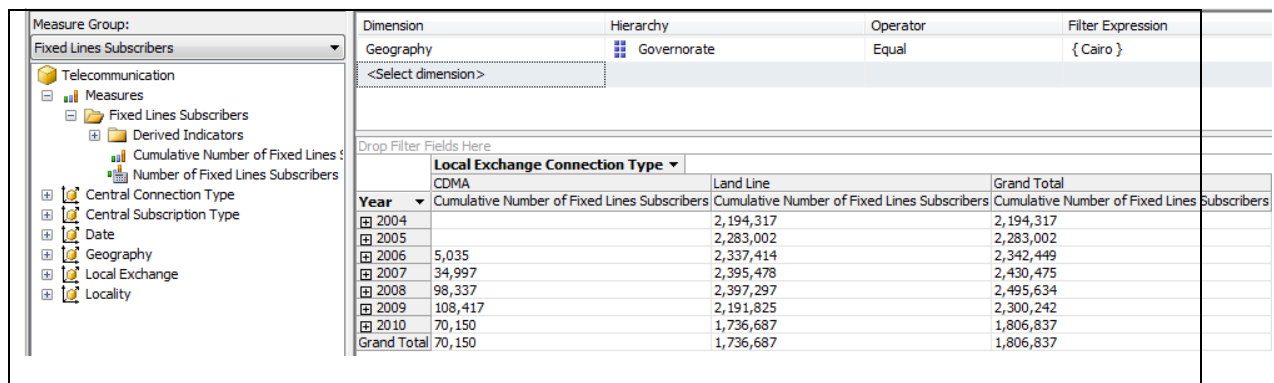 Measure Group:
Fixed Lines Subscribers
Telecommunication
Measures
Fixed Lines Subscribers
Derived Indicators
Cumulative Number of Fixed Lines
Number of Fixed Lines Subscribers
Central Connection Type
Central Subscription Type
Date
Geography
Local Exchange
Locality
Dimension Hierarchy Operator Filter Expression
Geography Governorate Equal { Cairo }
<Select dimension>
Drop Filter Fields Here
Local Exchange Connection Type
CDMA Land Line Grand Total
Year Cumulative Number of Fixed Lines Subscribers Cumulative Number of Fixed Lines Subscribers Cumulative Number of Fixed Lines Subscribers
2004 2,194,317 2,194,317
2005 2,283,002 2,283,002
2006 5,035 2,337,414 2,342,449
2007 34,997 2,395,478 2,430,475
2008 98,337 2,397,297 2,495,634
2009 108,417 2,191,825 2,300,242
2010 70,150 1,736,687 1,806,837
Grand Total 70,150 1,736,687 1,806,837